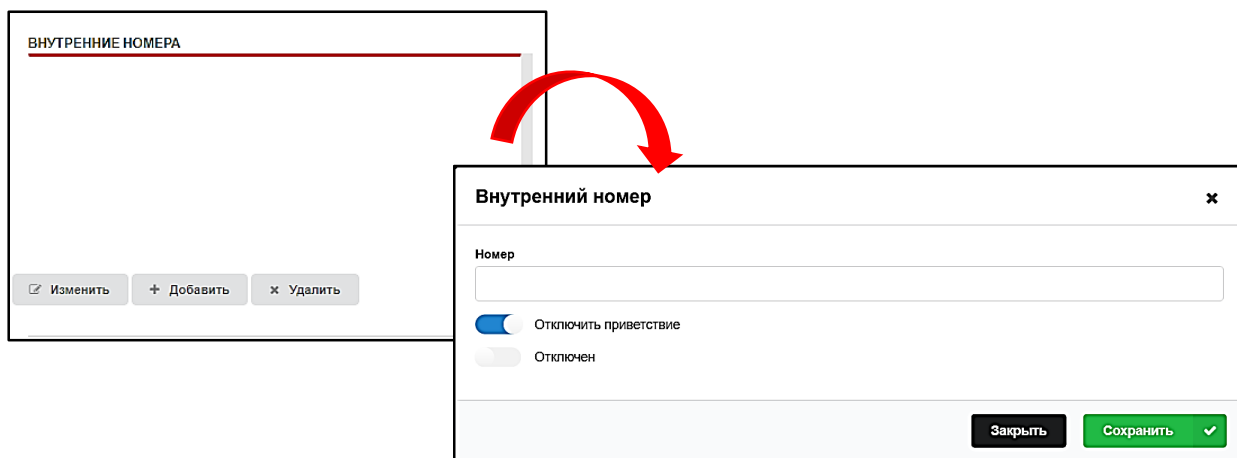 ВНУТРЕННИЕ НОМЕРА
Изменить
Добавить
Удалить
Внутренний номер
Номер
Отключить приветствие
Отключен
Закрыть
Сохранить